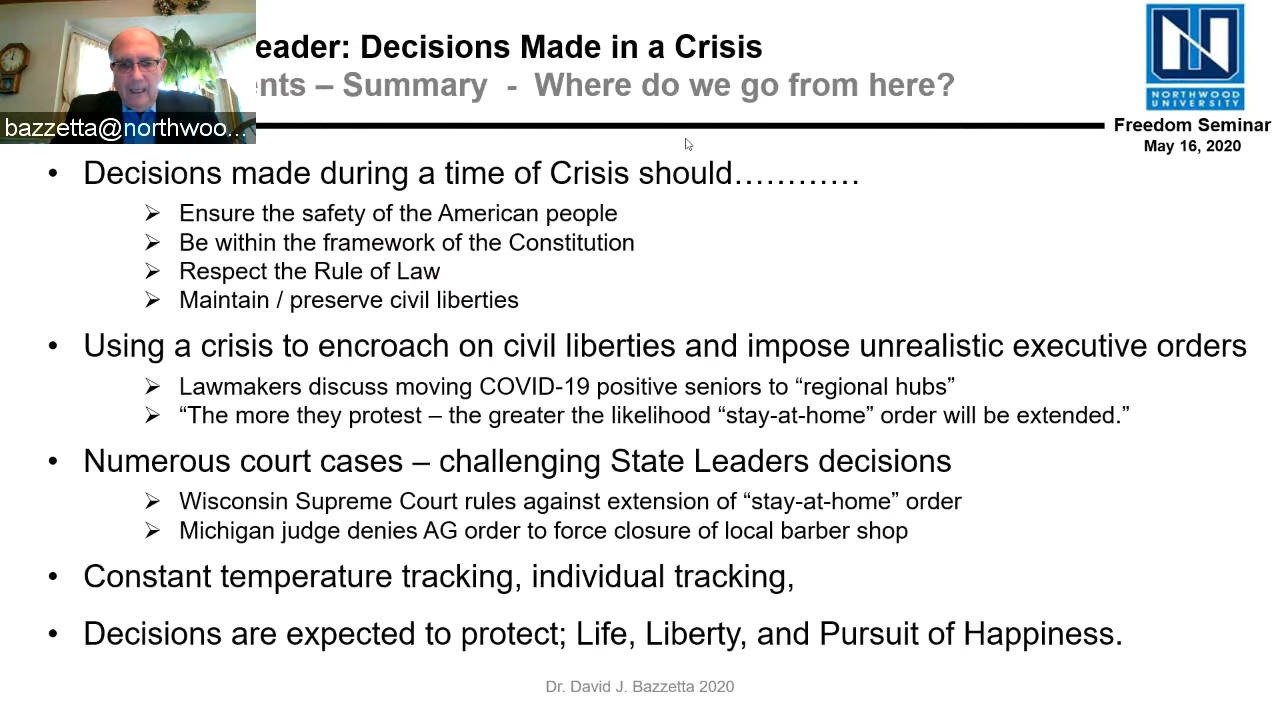 eader: Decisions Made in a Crisis
ents – Summary - Where do we go from here?
bazzetta@northwoo...
NORTHWOOD
UNIVERSITY
Freedom Seminar
May 16, 2020
• Decisions made during a time of Crisis should…………
➢ Ensure the safety of the American people
➢ Be within the framework of the Constitution
➢ Respect the Rule of Law
➢ Maintain / preserve civil liberties
• Using a crisis to encroach on civil liberties and impose unrealistic executive orders
➢ Lawmakers discuss moving COVID-19 positive seniors to “regional hubs”
➢ “The more they protest – the greater the likelihood “stay-at-home” order will be extended.”
• Numerous court cases – challenging State Leaders decisions
➢ Wisconsin Supreme Court rules against extension of “stay-at-home” order
➢ Michigan judge denies AG order to force closure of local barber shop
• Constant temperature tracking, individual tracking,
• Decisions are expected to protect; Life, Liberty, and Pursuit of Happiness.
Dr. David J. Bazzetta 2020